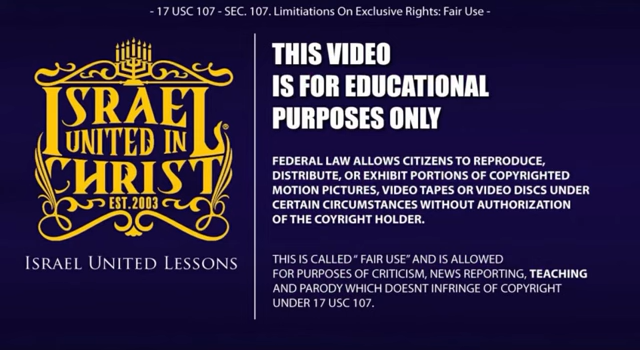 - 17 USC 107 - SEC. 107. Limitiations On Exclusive Rights: Fair Use -
ISRAEL
UNITED IN
CHRIST
EST.2003
ISRAEL UNITED LESSONS
THIS VIDEO
IS FOR EDUCATIONAL
PURPOSES ONLY
FEDERAL LAW ALLOWS CITIZENS TO REPRODUCE,
DISTRIBUTE, OR EXHIBIT PORTIONS OF COPYRIGHTED
MOTION PICTURES, VIDEO TAPES OR VIDEO DISCS UNDER
CERTAIN CIRCUMSTANCES WITHOUT AUTHORIZATION
OF THE COYRIGHT HOLDER.
THIS IS CALLED “ FAIR USE” AND IS ALLOWED
FOR PURPOSES OF CRITICISM, NEWS REPORTING, TEACHING
AND PARODY WHICH DOESNT INFRINGE OF COPYRIGHT
UNDER 17 USC 107.